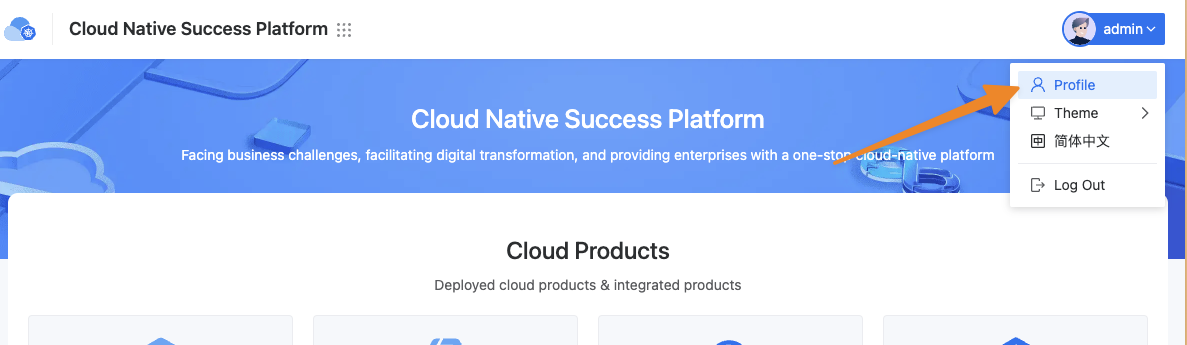 Cloud Native Success Platform
admin
Profile
Theme
简体中文
Log Out
Cloud Native Success Platform
Facing business challenges, facilitating digital transformation, and providing enterprises with a one-stop cloud-native platform
Cloud Products
Deployed cloud products & integrated products